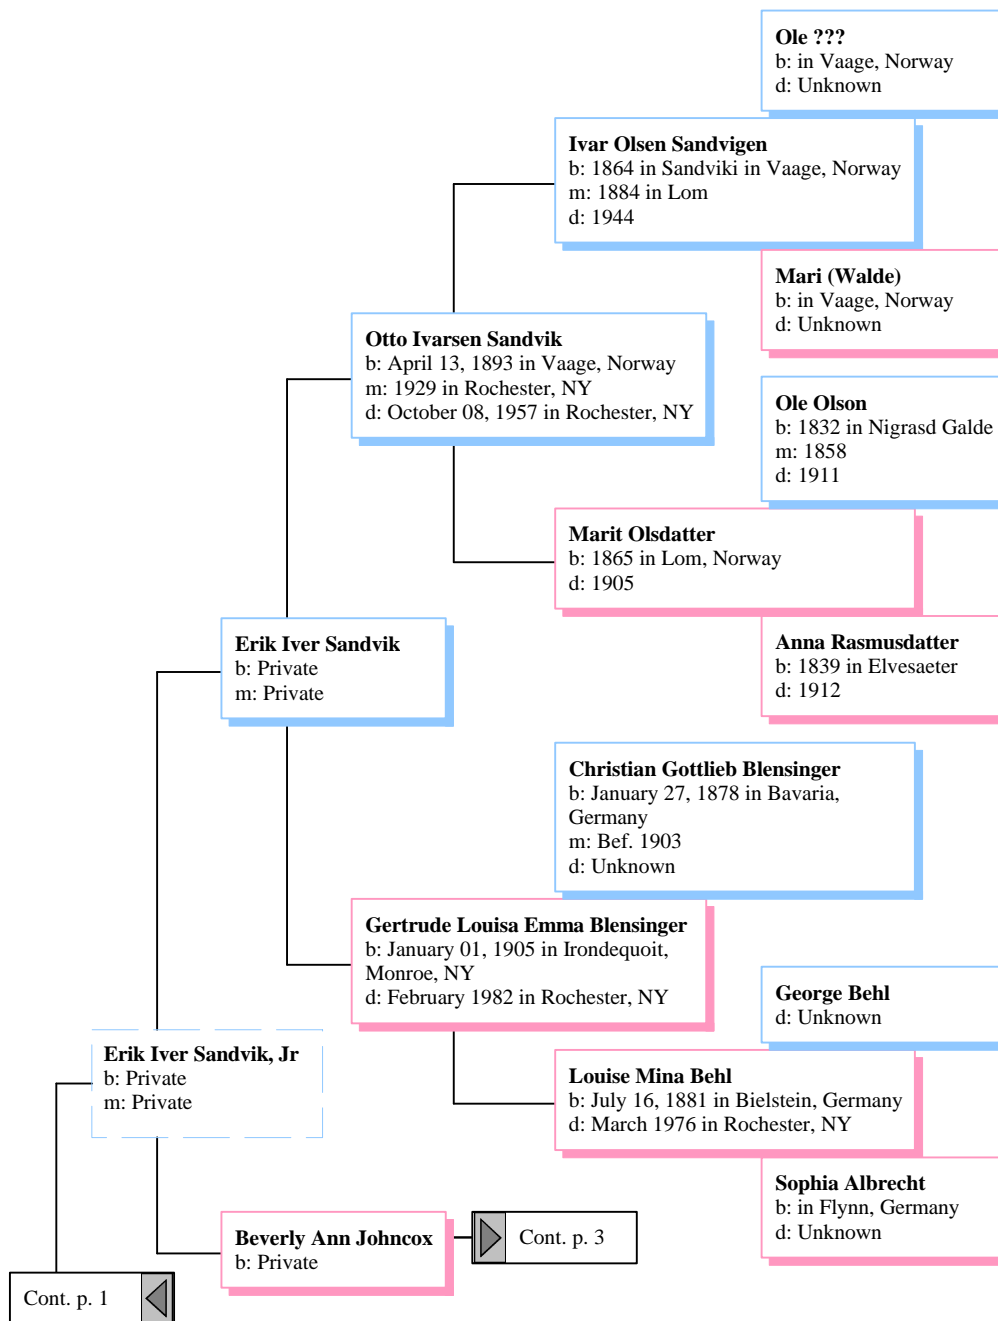 Ole ???
b: in Vaage, Norway
d: Unknown
Ivar Olsen Sandvigen
b: 1864 in Sandviki in Vaage, Norway
m: 1884 in Lom
d: 1944
Mari (Walde)
b: in Vaage, Norway
d: Unknown
Otto Ivarsen Sandvik
b: April 13, 1893 in Vaage, Norway
m: 1929 in Rochester, NY
d: October 08, 1957 in Rochester, NY
Ole Olson
b: 1832 in Nigrasd Galde
m: 1858
d: 1911
Marit Olsdatter
b: 1865 in Lom, Norway
d: 1905
Anna Rasmusdatter
b: 1839 in Elvesaeter
d: 1912
Erik Iver Sandvik
b: Private
m: Private
Christian Gottlieb Blensinger
b: January 27, 1878 in Bavaria,
Germany
m: Bef. 1903
d: Unknown
Gertrude Louisa Emma Blensinger
b: January 01, 1905 in Irondequoit,
Monroe, NY
d: February 1982 in Rochester, NY
George Behl
d: Unknown
Louise Mina Behl
b: July 16, 1881 in Bielstein, Germany
d: March 1976 in Rochester, NY
Sophia Albrecht
b: in Flynn, Germany
d: Unknown
Erik Iver Sandvik, Jr
b: Private
m: Private
Beverly Ann Johncox
b: Private
Cont. p. 3
Cont. p. 1